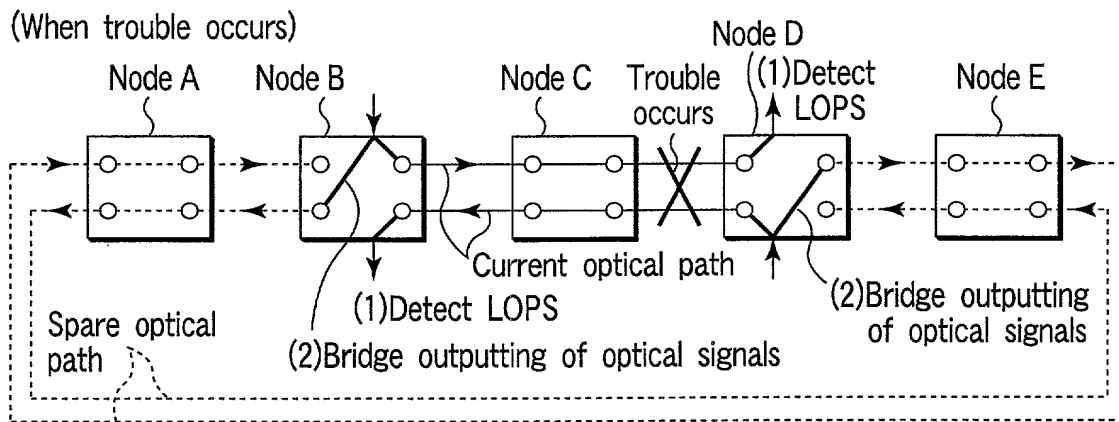 (When trouble occurs)
Node A
Node B
Node C
Trouble
occurs
Node D
(1)Detect
LOPS
Node E
Current optical path
(1)Detect LOPS
(2)Bridge outputting of optical signals
(2)Bridge outputting
of optical signals
Spare optical
path